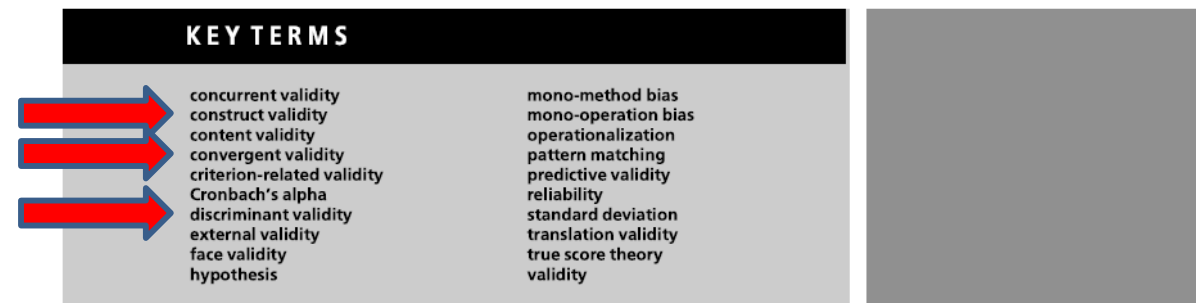 KEY TERMS
concurrent validity
construct validity
content validity
convergent validity
criterion-related validity
Cronbach's alpha
discriminant validity
external validity
face validity
hypothesis
mono-method bias
mono-operation bias
operationalization
pattern matching
predictive validity
reliability
standard deviation
translation validity
true score theory
validity